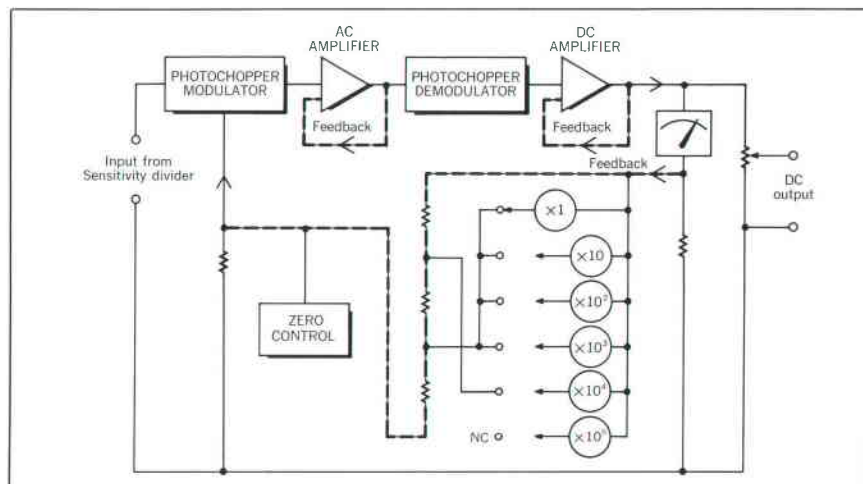 AC
AMPLIFIER
DC
AMPLIFIER
PHOTOCHOPPER
MODULATOR
PHOTOCHOPPER
DEMODULATOR
Feedback
Feedback
Feedback
Input from
Sensitivity divider
DC
output
×1
×10
×10²
×10³
×10⁴
NC
×10⁵
ZERO
CONTROL